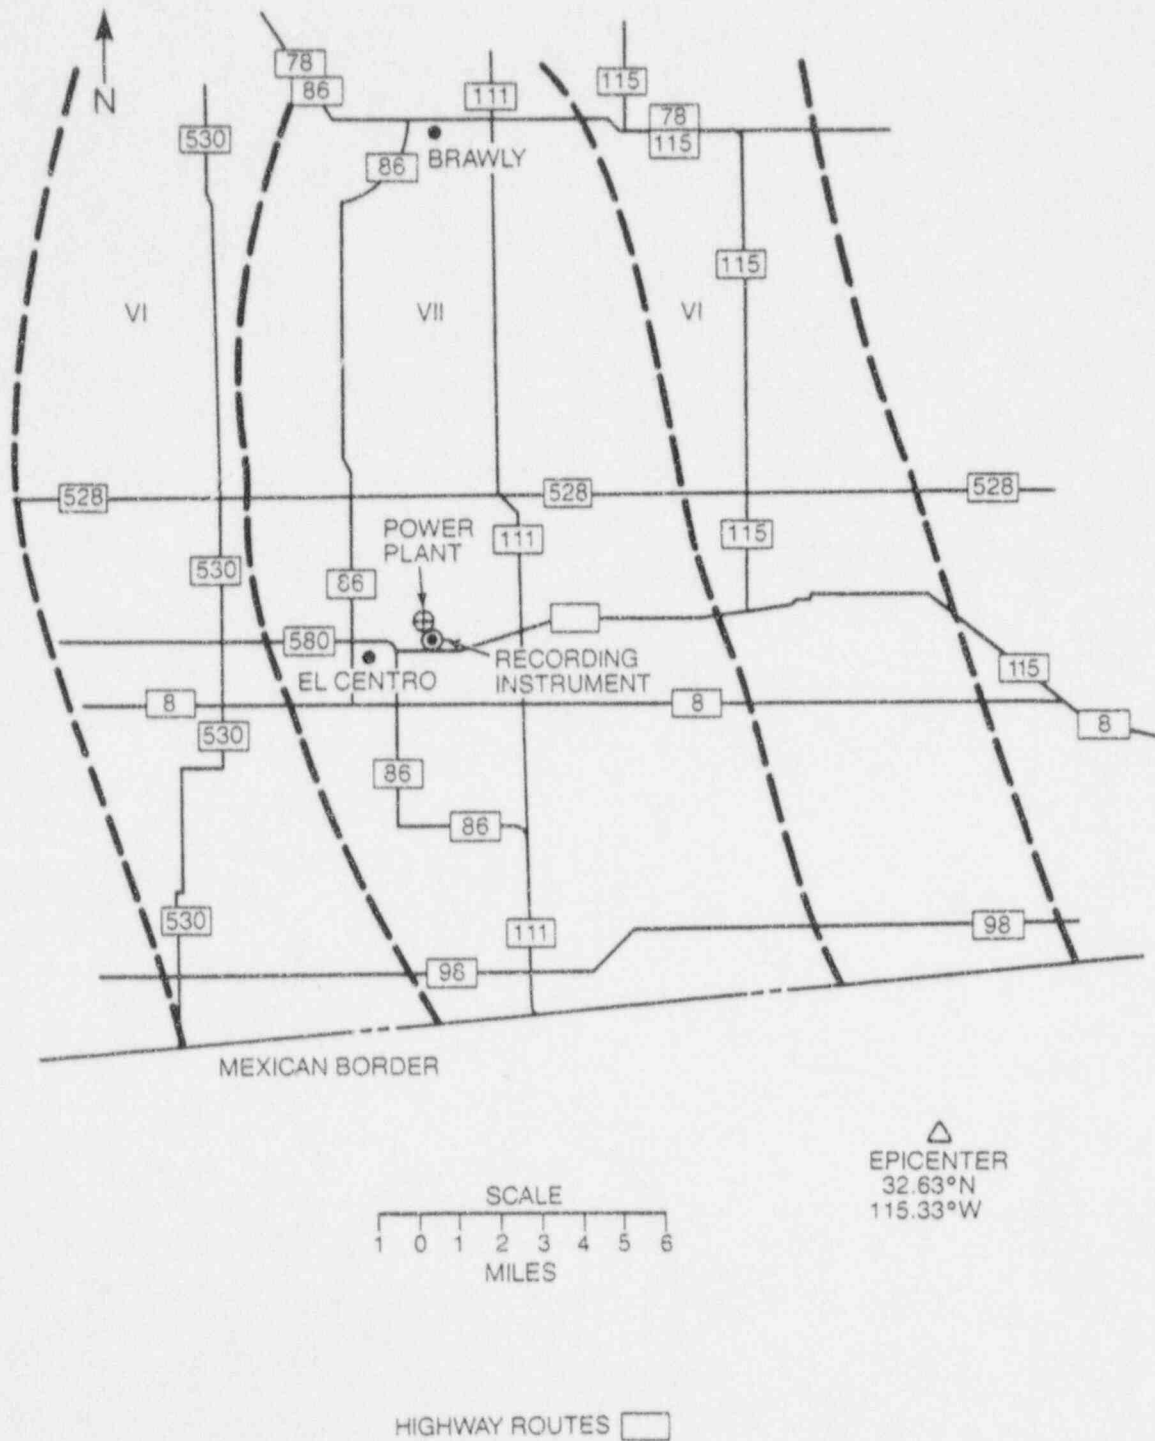 N
78
86
111
115
78
115
530
86
BRAWLY
115
VI
VII
VI
528
528
528
POWER
PLANT
111
115
530
86
580
RECORDING
INSTRUMENT
EL CENTRO
115
8
8
8
530
86
86
530
111
98
98
MEXICAN BORDER
EPICENTER
32.63°N
115.33°W
SCALE
1 0 1 2 3 4 5 6
MILES
HIGHWAY ROUTES